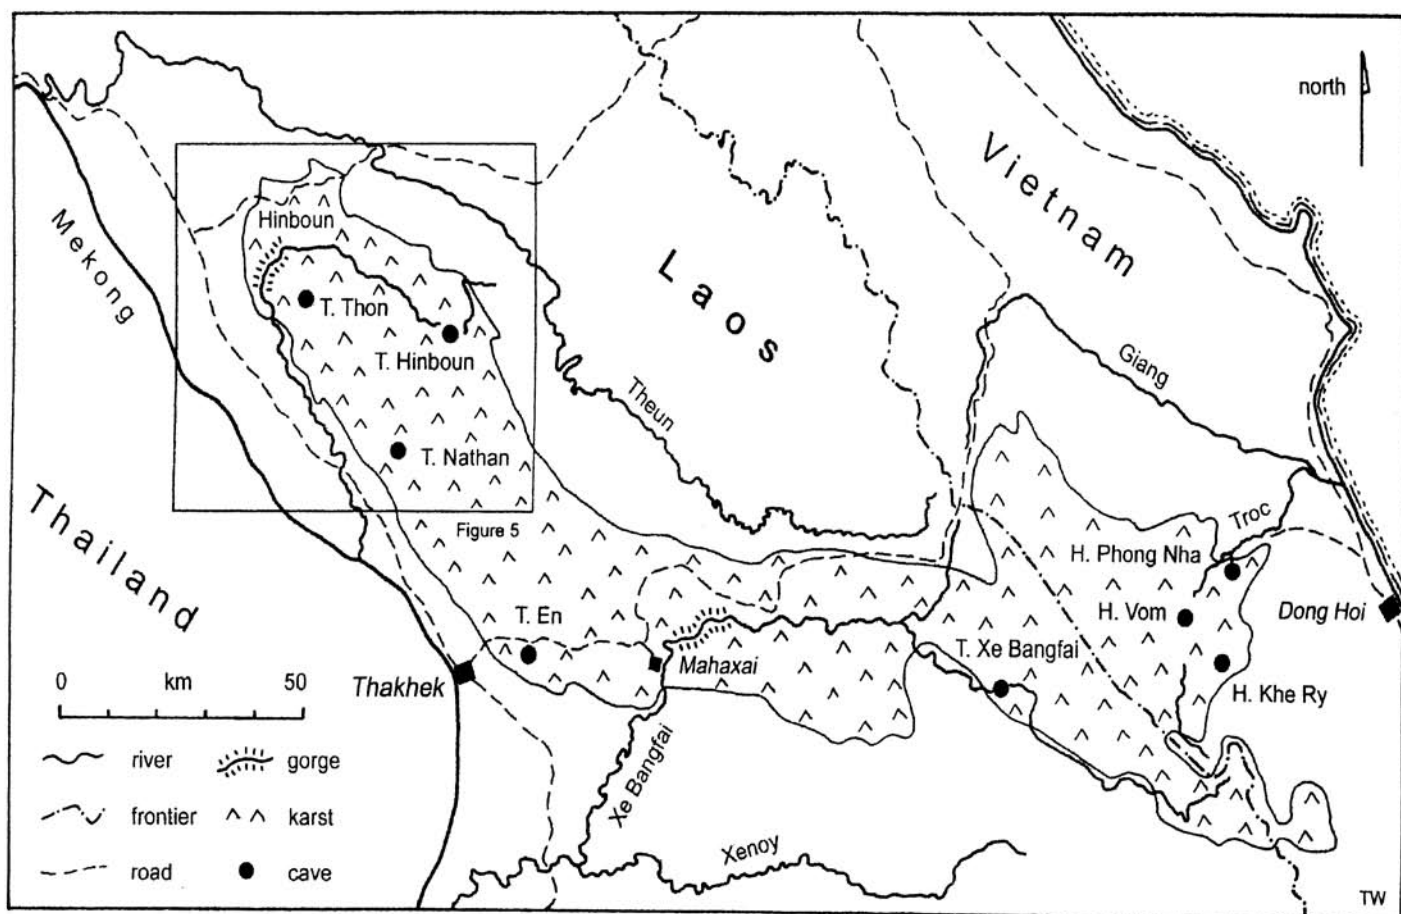 north
Vietnam
Mekong
Hinboun
Laos
T. Thon
T. Hinboun
Giang
Theun
T. Nathan
Thailand
Figure 5
Troc
H. Phong Nha
T. En
H. Vom
Dong Hoi
T. Xe Bangfai
Mahaxai
Thakhek
H. Khe Ry
0 km 50
river
gorge
Xe Bangfai
frontier
karst
Xenoy
road
cave
TW